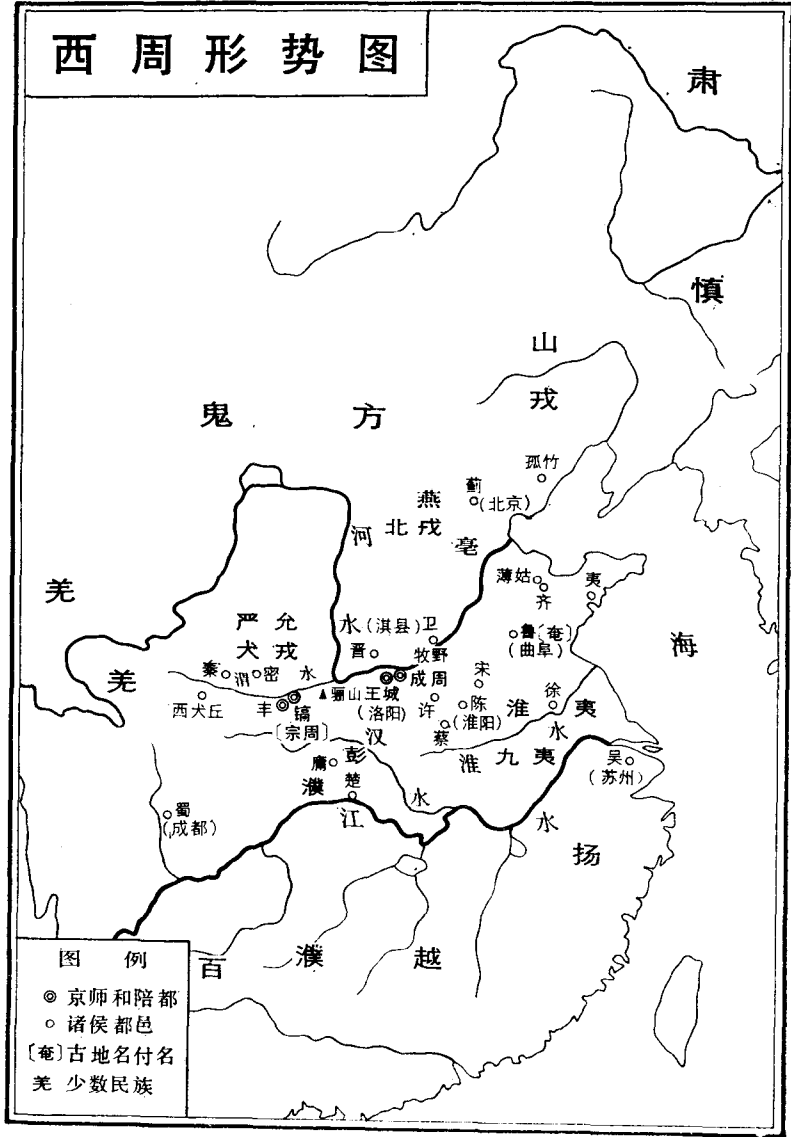 西周形势图
肃
慎
山
戎
鬼方
孤竹
蓟
(北京)
燕
北戎
河
亳
薄姑
齐
夷
羌
羌
严允
犬戎
水
(淇县)卫
鲁〔奄〕
(曲阜)
海
晋
牧野
秦
渭
密
水
宋
成周
骊山
王城
(洛阳)
西犬丘
丰
镐
〔宗周〕
许
陈
(淮阳)
蔡
徐
淮夷
水
汉
淮
九夷
庸
彭
濮
楚
吴
(苏州)
水
蜀
(成都)
江
水
扬
百
濮
越
图例
◎ 京师和陪都
○ 诸侯都邑
〔奄〕古地名付名
羌 少数民族